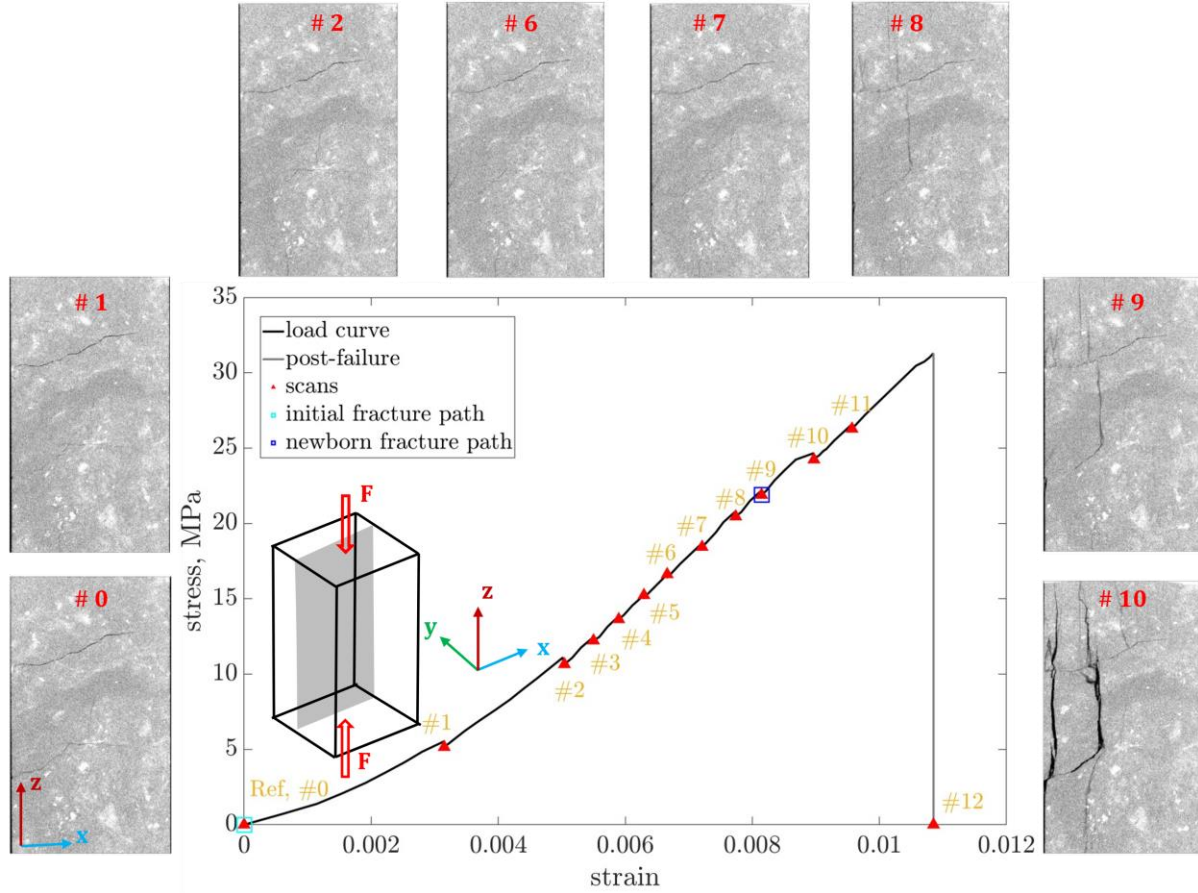 # 2
# 6
# 7
# 8
# 1
# 9
# 0
# 10
z
x
35
30
25
20
15
10
5
0
stress, MPa
load curve
post-failure
scans
initial fracture path
newborn fracture path
F
F
z
y
x
Ref, #0
#1
#2
#3
#4
#5
#6
#7
#8
#9
#10
#11
#12
0
0.002
0.004
0.006
0.008
0.01
0.012
strain